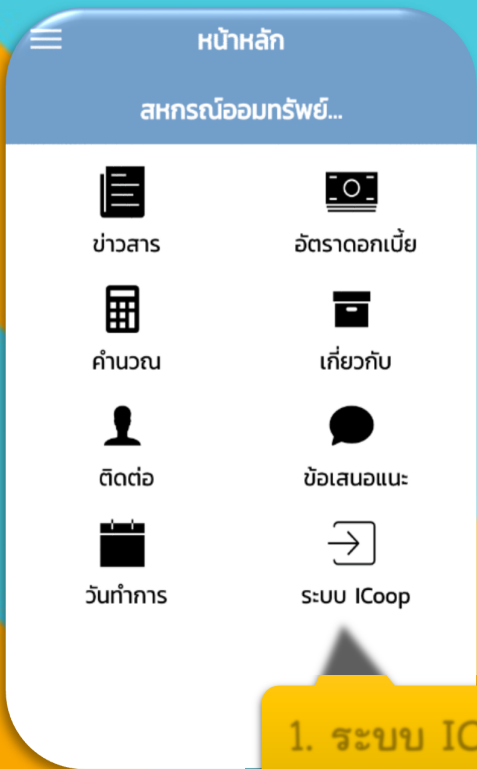 หน้าหลัก
สหกรณ์ออมทรัพย์...
ข่าวสาร
อัตราดอกเบี้ย
คำนวณ
เกี่ยวกับ
ติดต่อ
ข้อเสนอแนะ
วันทำการ
ระบบ ICoop
1. ระบบ IC